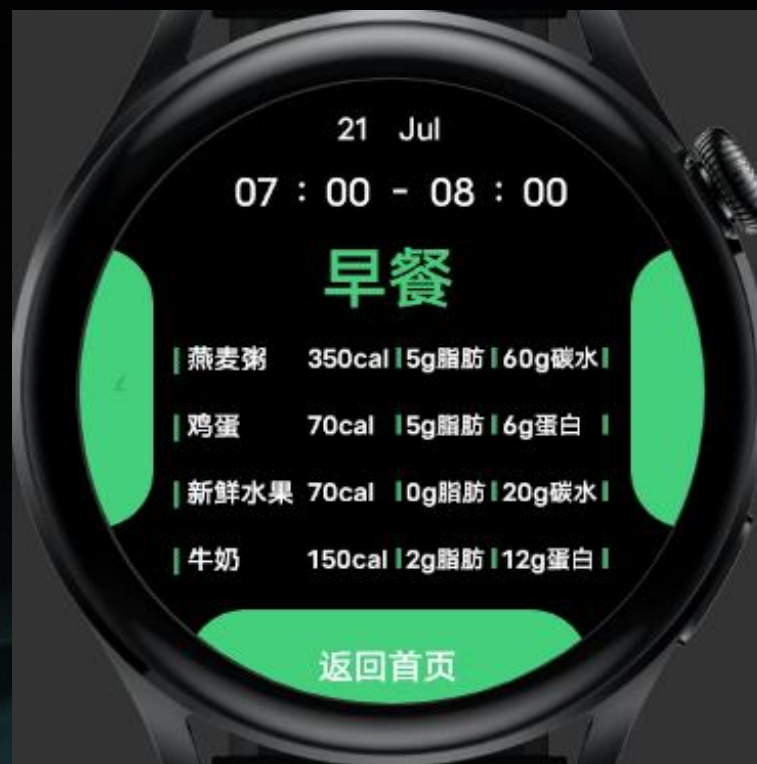 21 Jul
07 : 00 - 08 : 00
早餐
燕麦粥 350cal 5g脂肪 60g碳水
鸡蛋 70cal 5g脂肪 6g蛋白
新鲜水果 70cal 0g脂肪 20g碳水
牛奶 150cal 2g脂肪 12g蛋白
返回首页